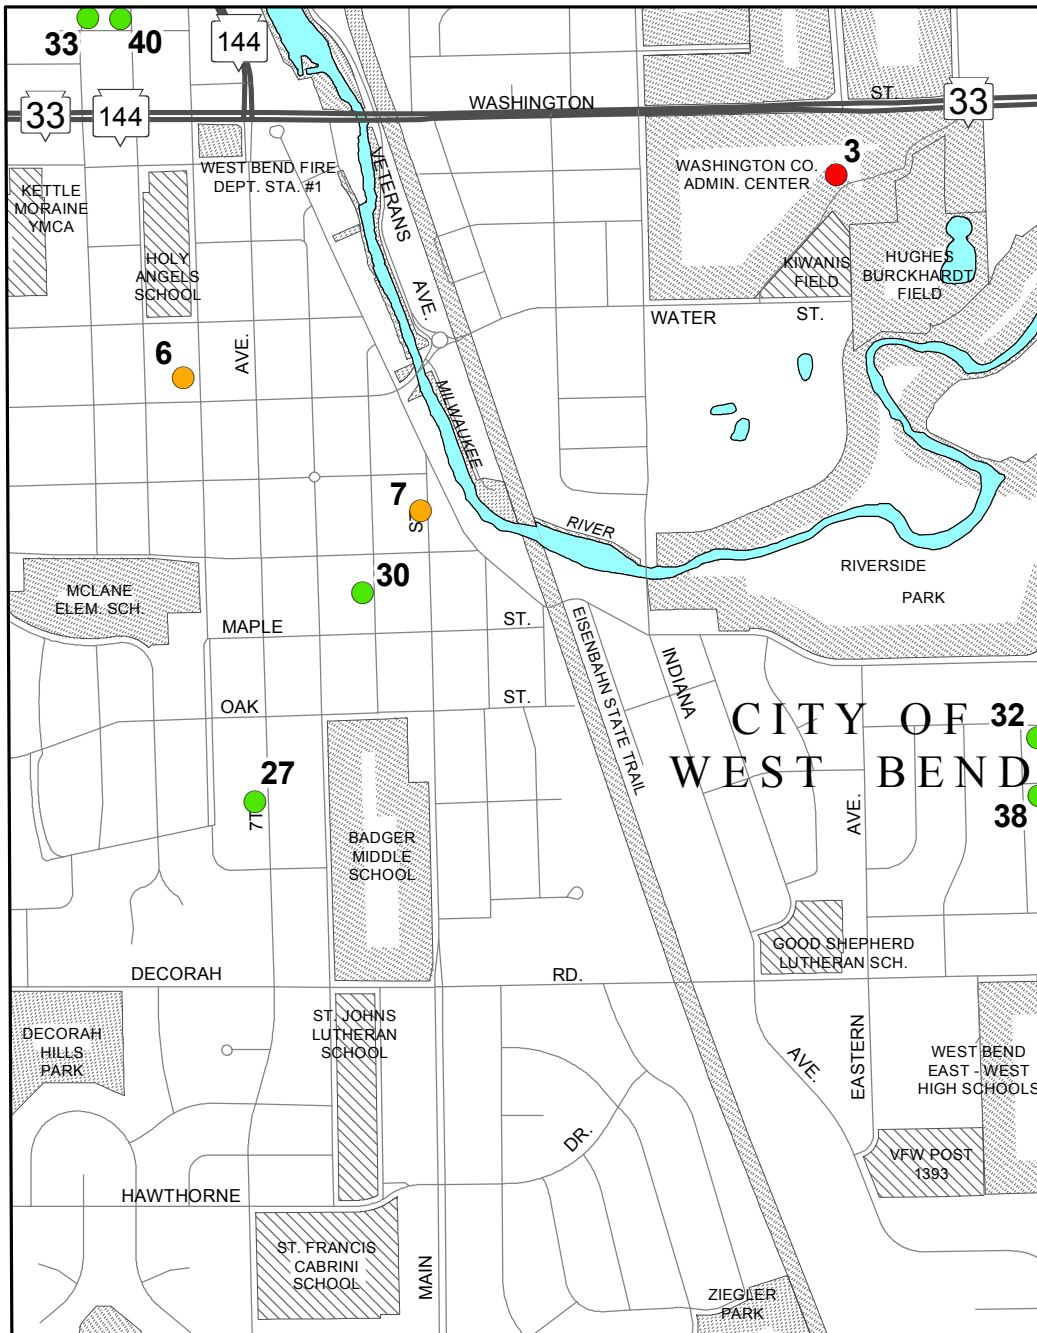 33
40
144
WASHINGTON
ST.
33
33
144
3
WEST BEND FIRE
DEPT. STA. #1
VETERANS
AVE.
WASHINGTON CO.
ADMIN. CENTER
KETTLE
MORAINE
YMCA
HOLY
ANGELS
SCHOOL
KIWANIS
FIELD
HUGHES
BURCKHARDT
FIELD
WATER
ST.
6
AVE.
MILWAUKEE
RIVER
7
ST.
30
MCLANE
ELEM. SCH.
MAPLE
ST.
RIVERSIDE
PARK
EISENBAHN STATE TRAIL
INDIANA
OAK
ST.
CITY OF
WEST BEND
32
38
27
7T
BADGER
MIDDLE
SCHOOL
AVE.
GOOD SHEPHERD
LUTHERAN SCH.
DECORAH
RD.
DECORAH
HILLS
PARK
ST. JOHNS
LUTHERAN
SCHOOL
AVE.
EASTERN
WEST BEND
EAST - WEST
HIGH SCHOOLS
DR.
VFW POST
1393
HAWTHORNE
ST. FRANCIS
CABRINI
SCHOOL
MAIN
ZIEGLER
PARK